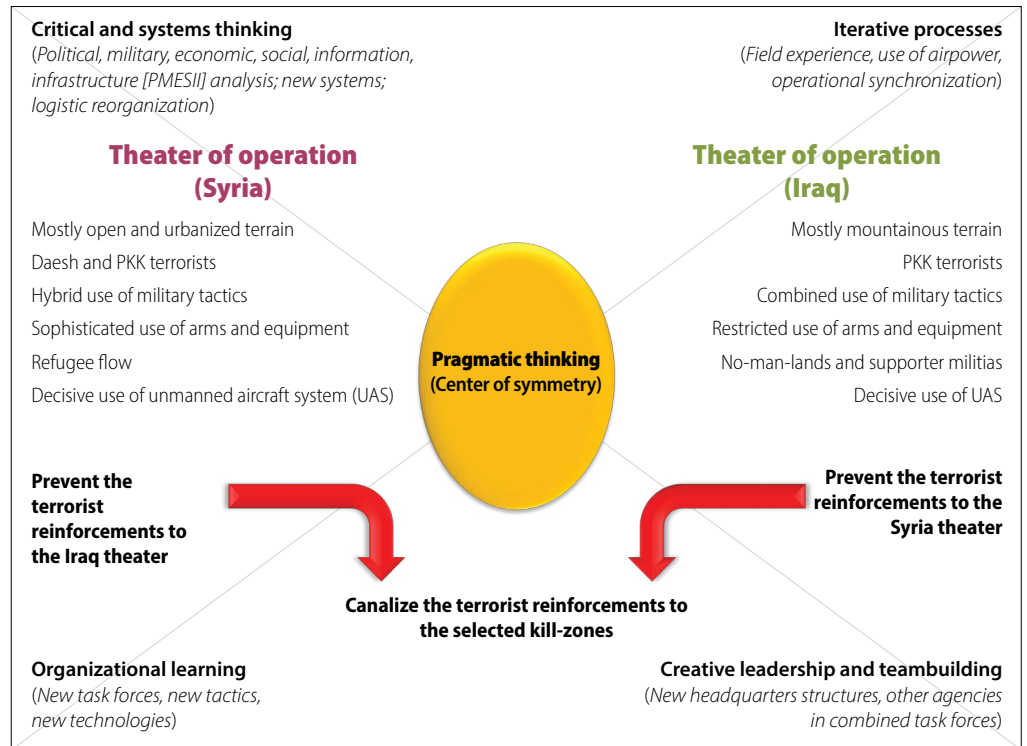 Critical and systems thinking
(Political, military, economic, social, information,
infrastructure [PMESII] analysis; new systems;
logistic reorganization)
Iterative processes
(Field experience, use of airpower,
operational synchronization)
Theater of operation
(Syria)
Mostly open and urbanized terrain
Daesh and PKK terrorists
Hybrid use of military tactics
Sophisticated use of arms and equipment
Refugee flow
Decisive use of unmanned aircraft system (UAS)
Theater of operation
(Iraq)
Mostly mountainous terrain
PKK terrorists
Combined use of military tactics
Restricted use of arms and equipment
No-man-lands and supporter militias
Decisive use of UAS
Pragmatic thinking
(Center of symmetry)
Prevent the
terrorist
reinforcements to
the Iraq theater
Prevent the terrorist
reinforcements to the
Syria theater
Canalize the terrorist reinforcements to
the selected kill-zones
Organizational learning
(New task forces, new tactics,
new technologies)
Creative leadership and teambuilding
(New headquarters structures, other agencies
in combined task forces)